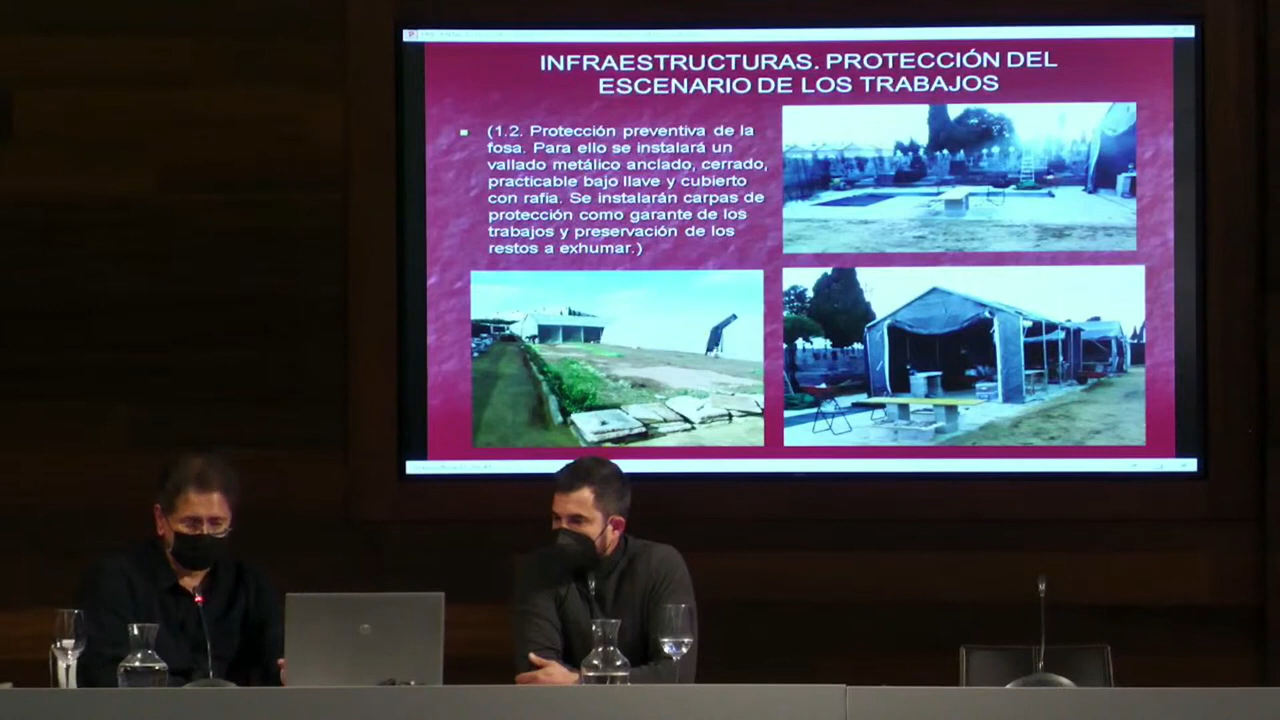 INFRAESTRUCTURAS. PROTECCIÓN DEL
ESCENARIO DE LOS TRABAJOS
(1.2. Protección preventiva de la
fosa. Para ello se instalará un
vallado metálico anclado, cerrado,
practicable bajo llave y cubierto
con rafia. Se instalarán carpas de
protección como garante de los
trabajos y preservación de los
restos a exhumar.)